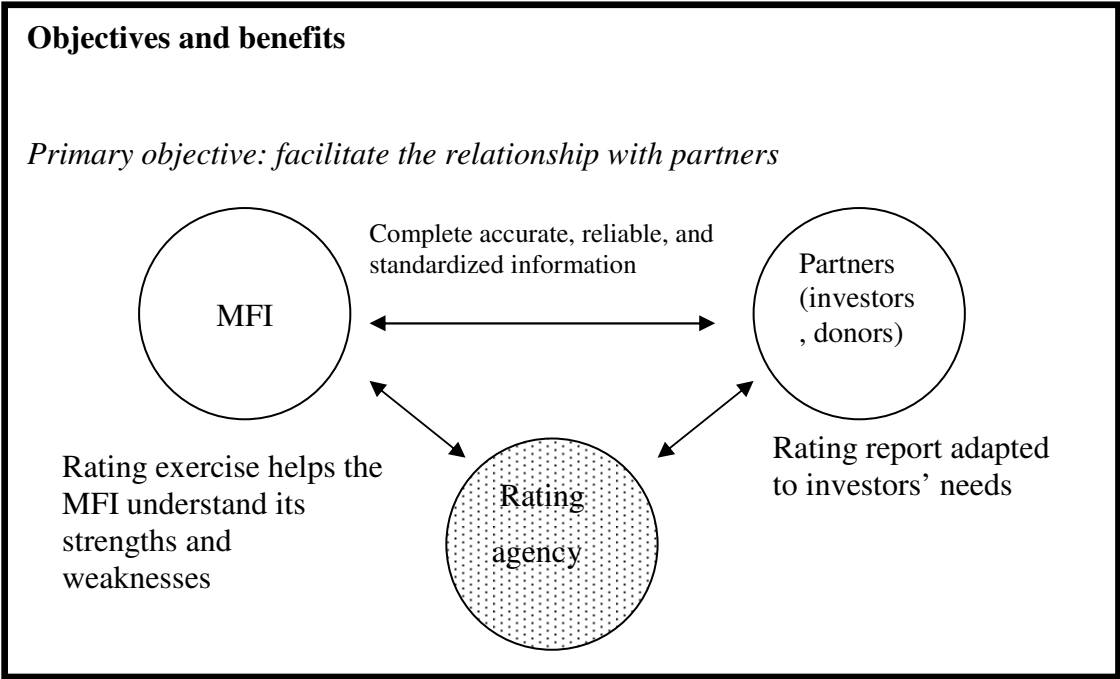 Objectives and benefits
Primary objective: facilitate the relationship with partners
Complete accurate, reliable, and
standardized information
MFI
Partners
(investors
, donors)
Rating exercise helps the
MFI understand its
strengths and
weaknesses
Rating
agency
Rating report adapted
to investors’ needs